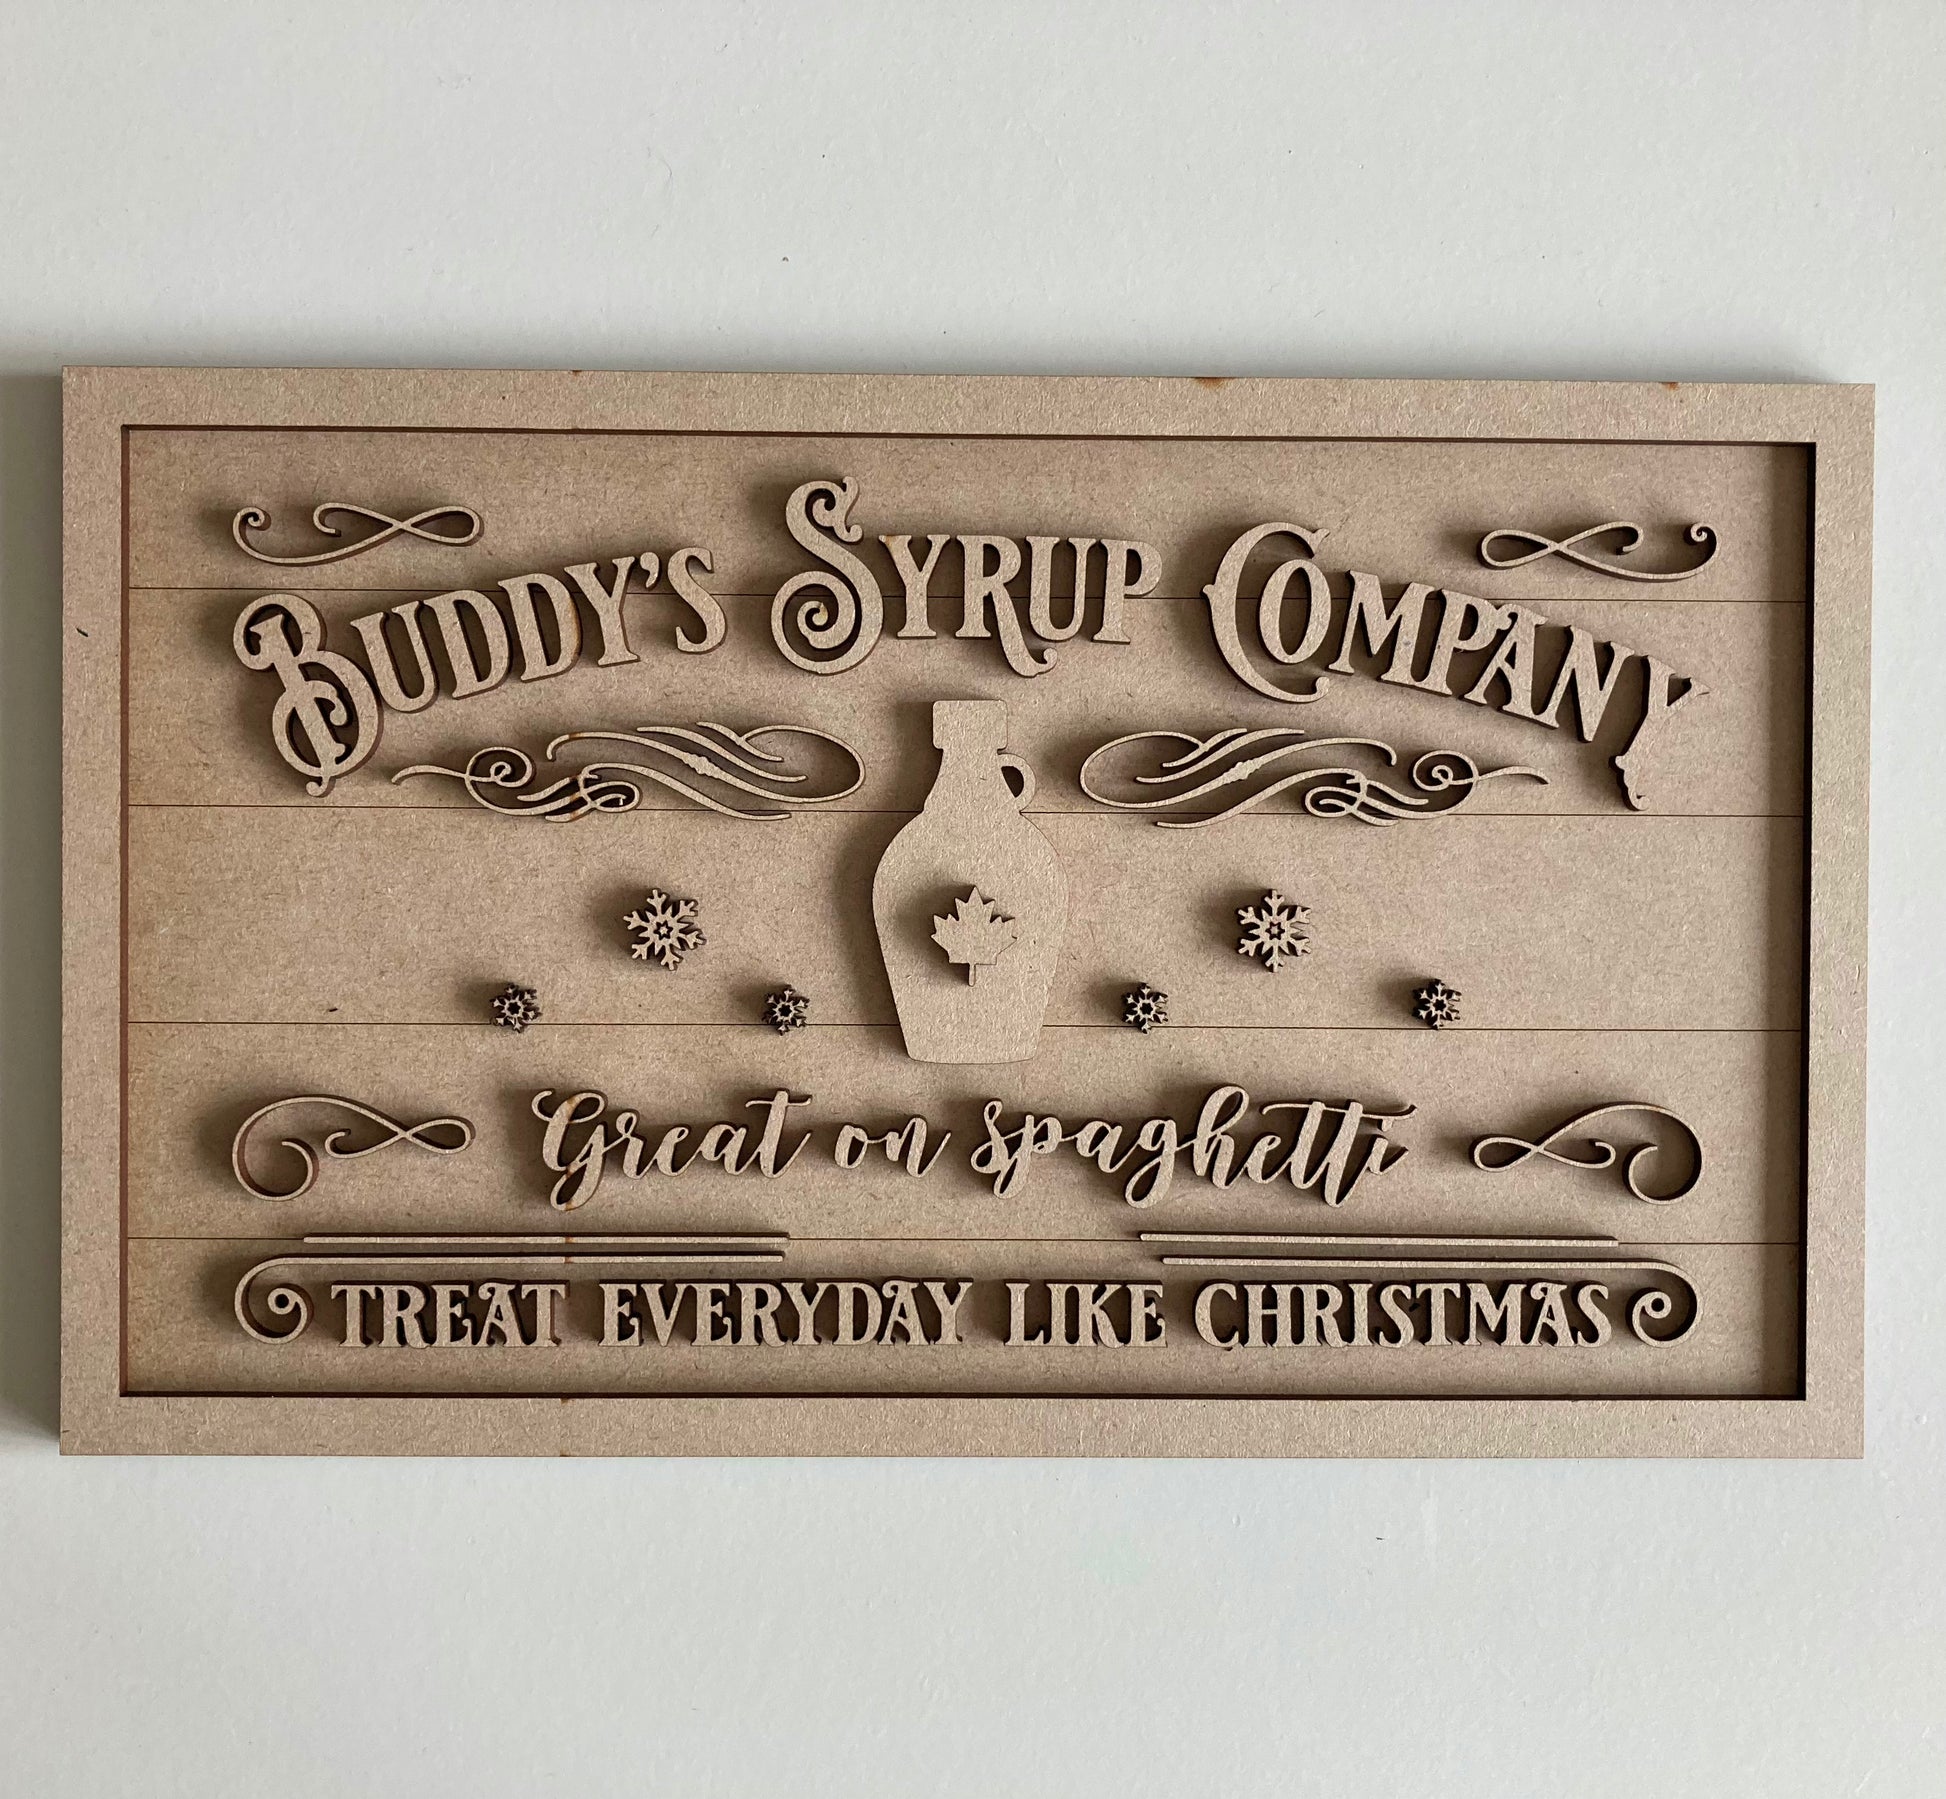 BUDDY'S SYRUP COMPANY
Great on spaghetti
TREAT EVERYDAY LIKE CHRISTMAS